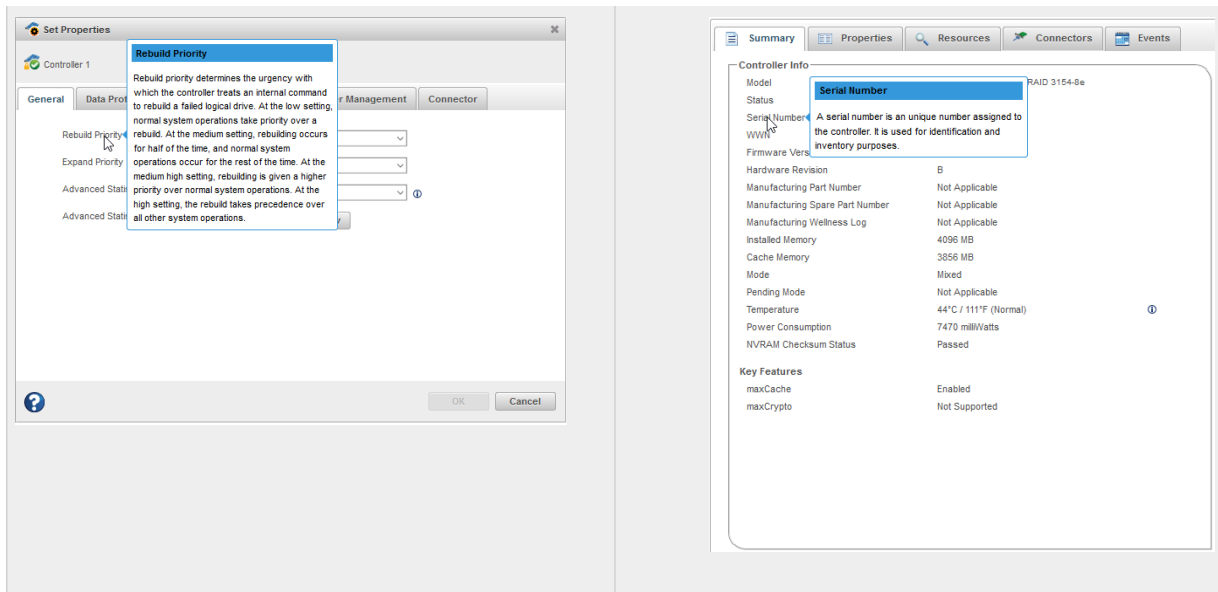 Set Properties
Controller 1
General
Data Prot
r Management
Connector
Rebuild Priority
Expand Priority
Advanced Stati
Advanced Stati
Rebuild Priority
Rebuild priority determines the urgency with
which the controller treats an internal command
to rebuild a failed logical drive. At the low setting,
normal system operations take priority over a
rebuild. At the medium setting, rebuilding occurs
for half of the time, and normal system
operations occur for the rest of the time. At the
medium high setting, rebuilding is given a higher
priority over normal system operations. At the
high setting, the rebuild takes precedence over
all other system operations.
OK
Cancel
Summary
Properties
Resources
Connectors
Events
Controller Info
Model RAID 3154-8e
Status
Serial Number
WWN
Firmware Vers
Serial Number
A serial number is an unique number assigned to
the controller. It is used for identification and
inventory purposes.
Hardware Revision B
Manufacturing Part Number Not Applicable
Manufacturing Spare Part Number Not Applicable
Manufacturing Wellness Log Not Applicable
Installed Memory 4096 MB
Cache Memory 3856 MB
Mode Mixed
Pending Mode Not Applicable
Temperature 44°C / 111°F (Normal)
Power Consumption 7470 milliWatts
NVRAM Checksum Status Passed
Key Features
maxCache Enabled
maxCrypto Not Supported